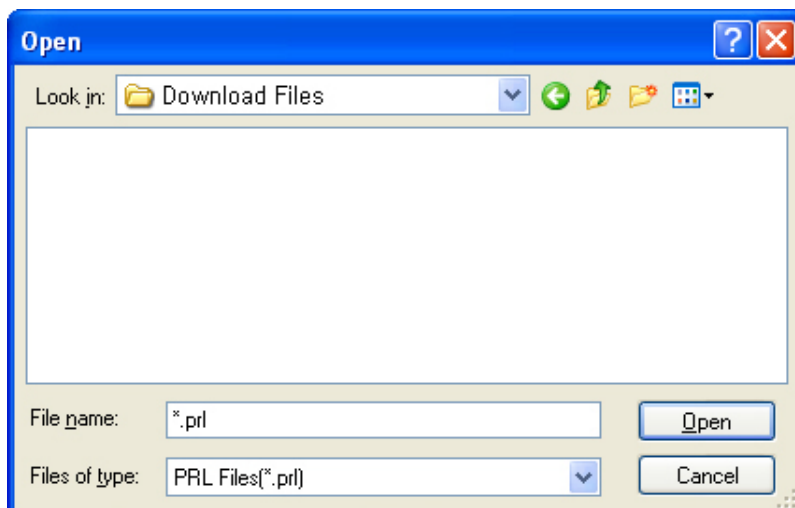 Open
Look in: Download Files
File name: *.prl Open
Files of type: PRL Files(*.prl) Cancel